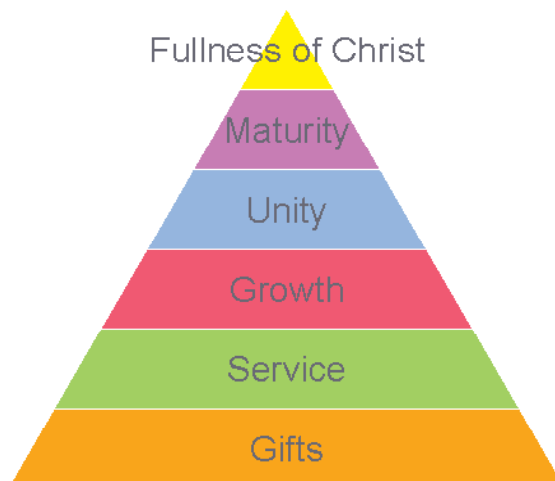 Fullness of Christ
Maturity
Unity
Growth
Service
Gifts